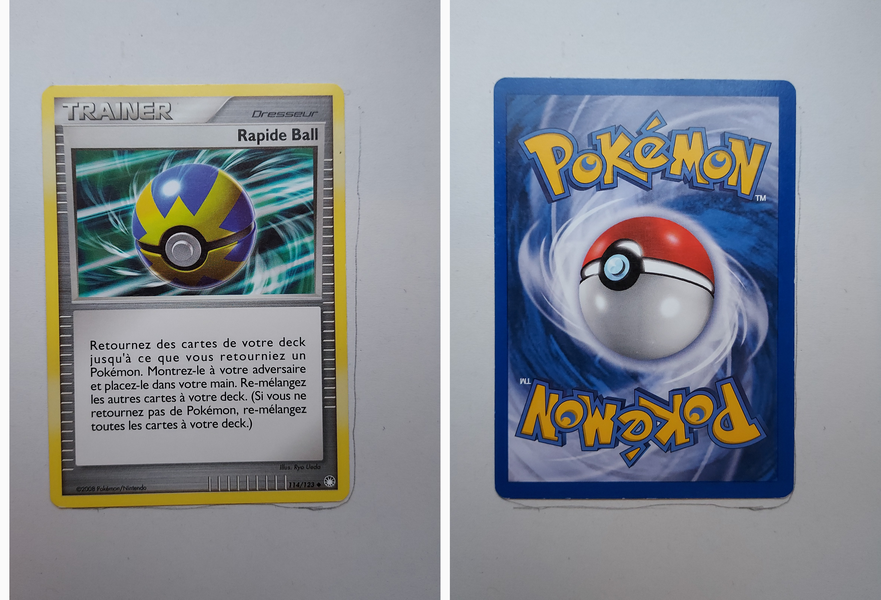 TRAINER
Dresseur
Rapide Ball
Retournez des cartes de votre deck
jusqu'à ce que vous retourniez un
Pokémon. Montrez-le à votre adversaire
et placez-le dans votre main. Re-mélangez
les autres cartes à votre deck. (Si vous ne
retournez pas de Pokémon, re-mélangez
toutes les cartes à votre deck.)
Illus. Ryo Ueda
©2008 Pokémon/Nintendo
114/123
POKéMON
TM
TM
POKéMON